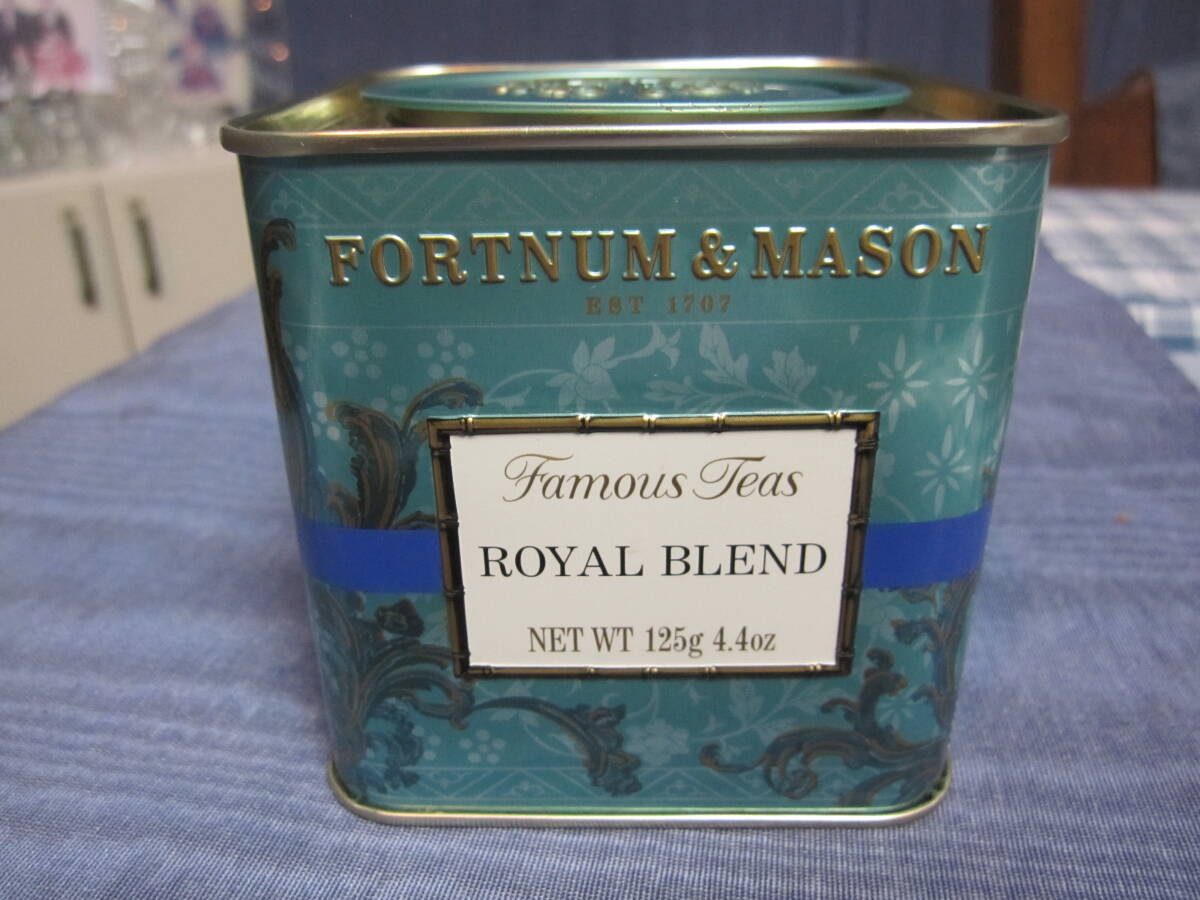 FORTNUM & MASON
EST 1707
Famous Teas
ROYAL BLEND
NET WT 125g 4.4oz